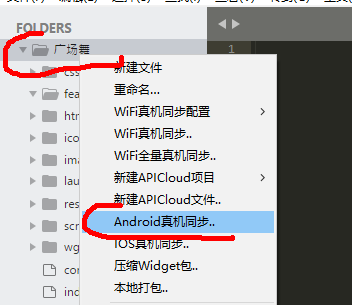 FOLDERS
广场舞
新建文件
重命名...
WiFi真机同步配置
WiFi真机同步..
WiFi全量真机同步..
新建APICloud项目
新建APICloud文件..
Android真机同步..
IOS真机同步..
压缩Widget包..
本地打包..
css
fea
htm
ico
ima
lau
res
scr
wg
con
ind
1